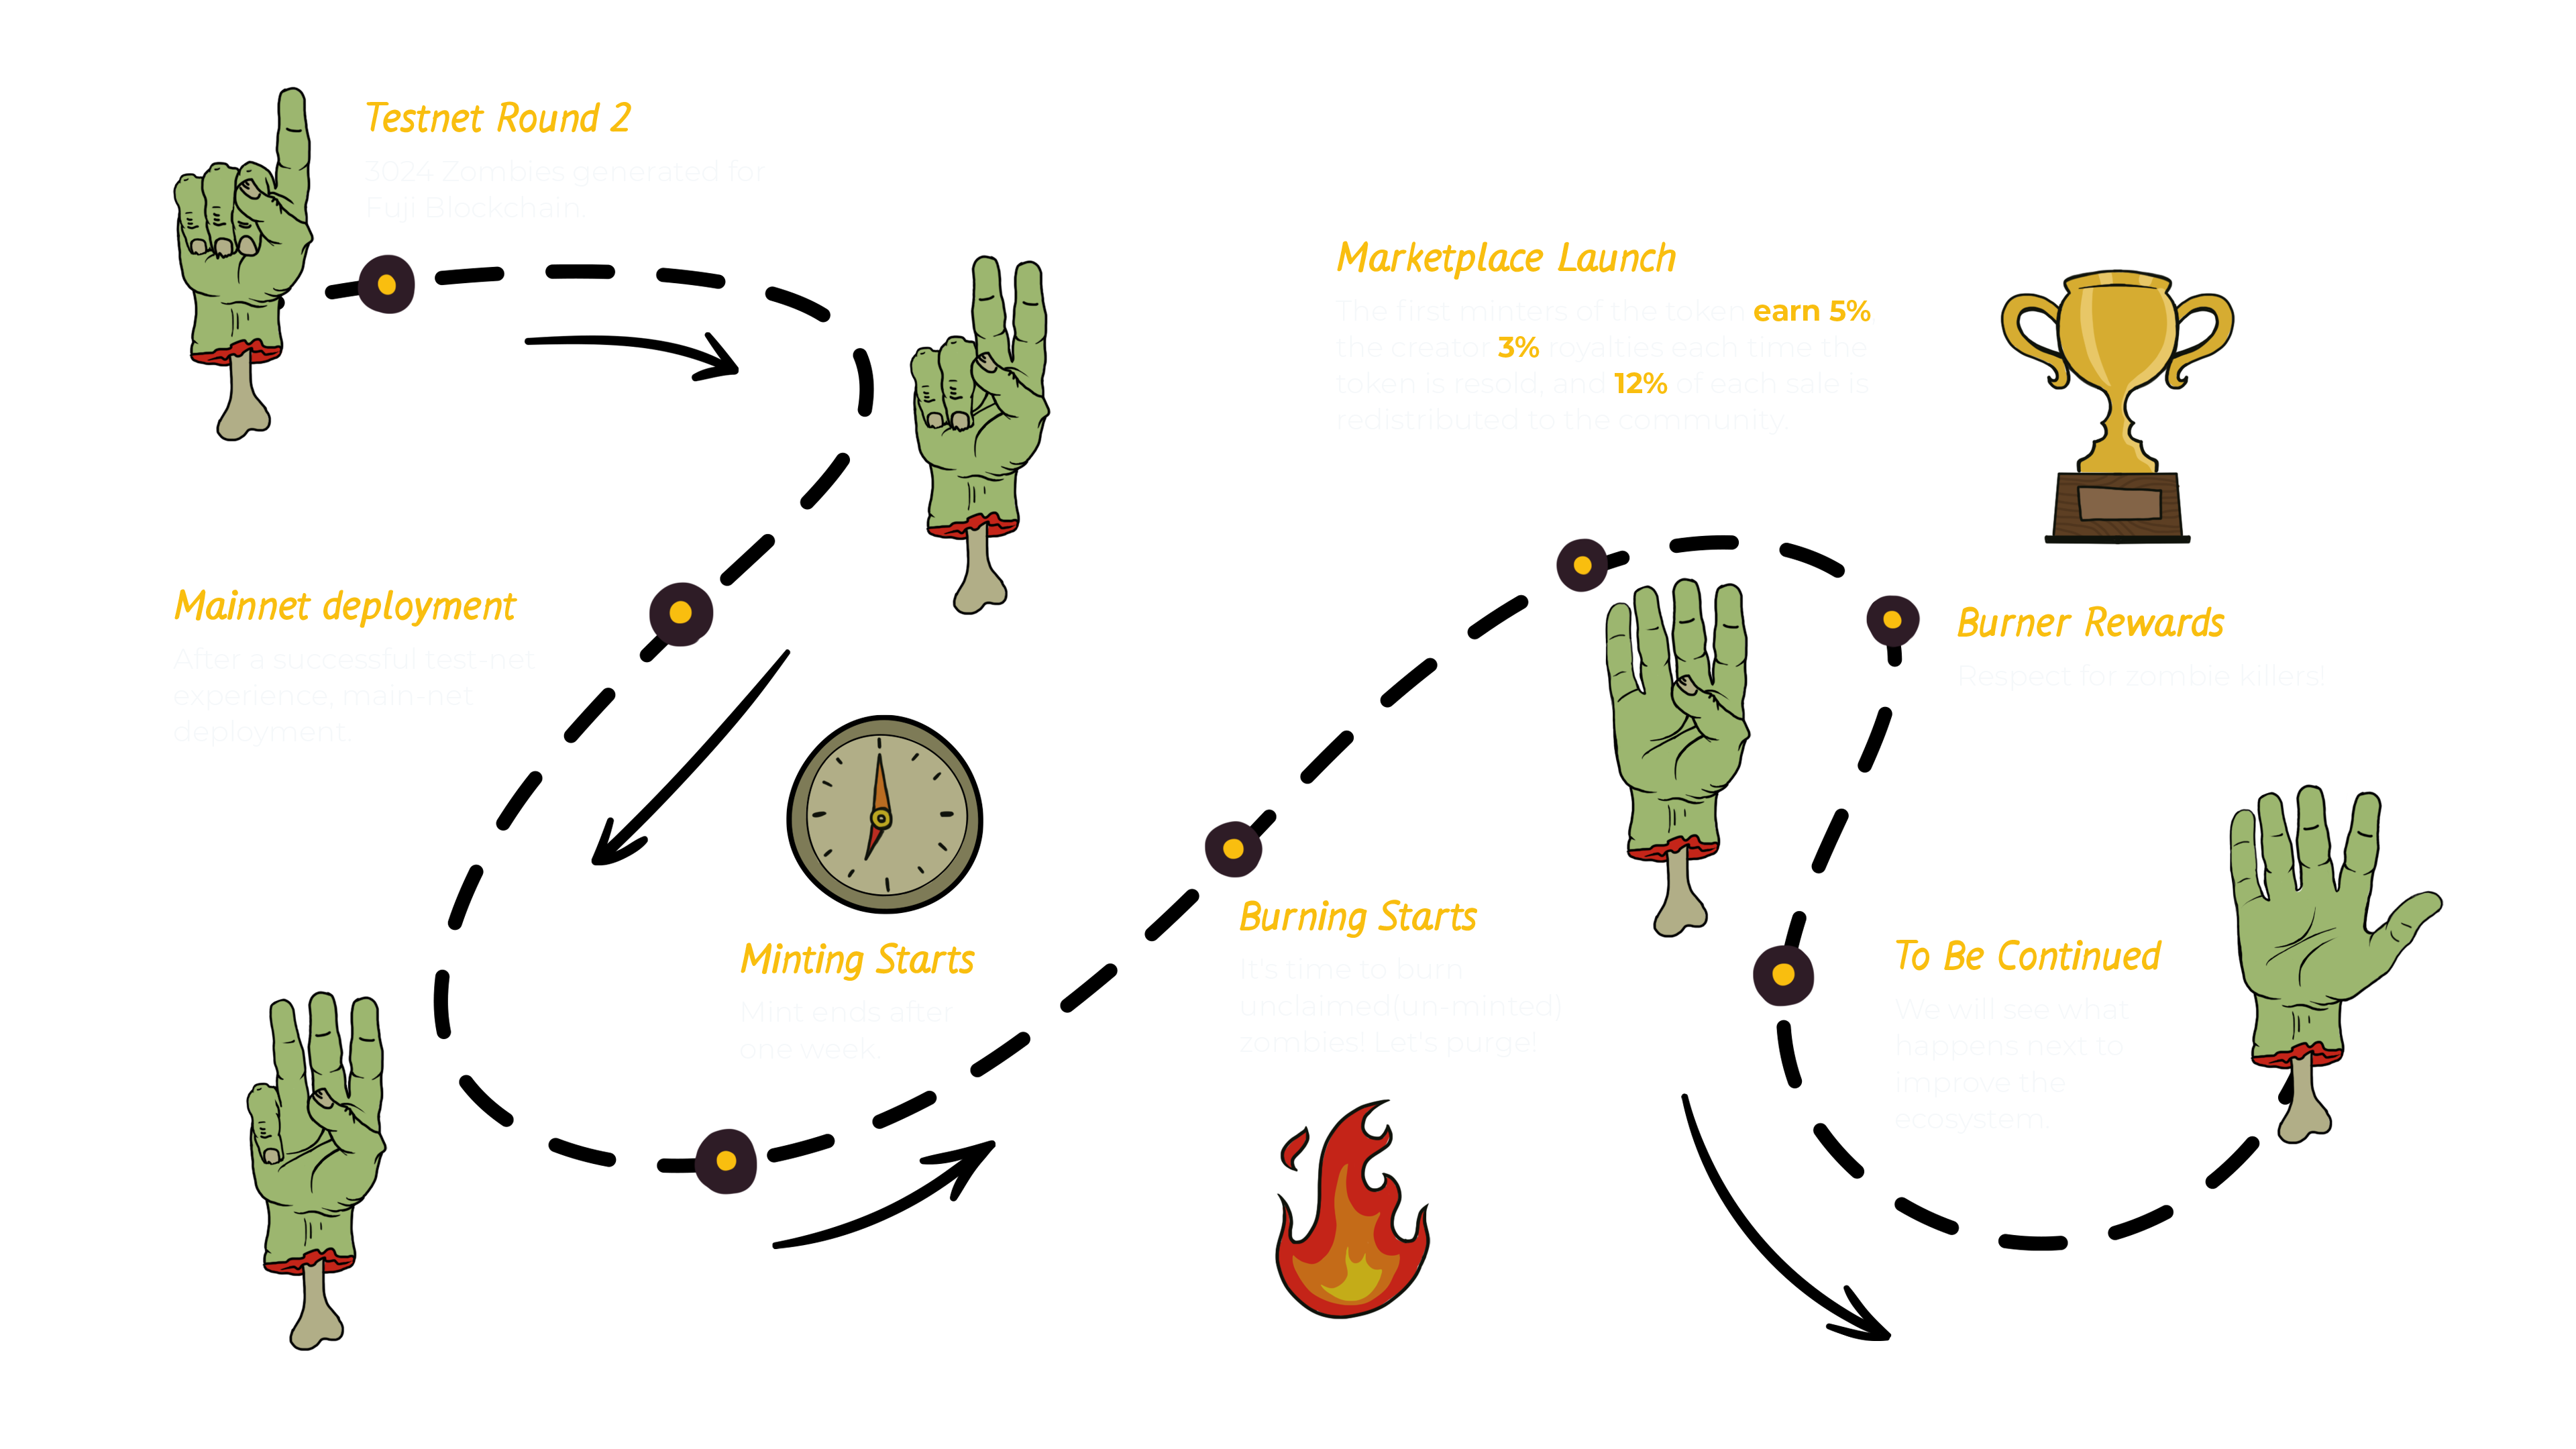 Testnet Round 2
3024 Zombies generated for
Fuji Blockchain
Mainnet deployment
After a successful test-net
experience, main-net
deployment.
Minting Starts
Mint ends after
one week.
Burning Starts
It's time to burn
unclaimed(un-minted)
zombies! Let's purge!
Marketplace Launch
The first minters of the token earn 5%
the creator 3% royalties each time the
token is resold, and 12% of each sale is
redistributed to the community.
Burner Rewards
Respect for zombie killers!
To Be Continued
We will see what
happens next to
improve the
ecosystem.